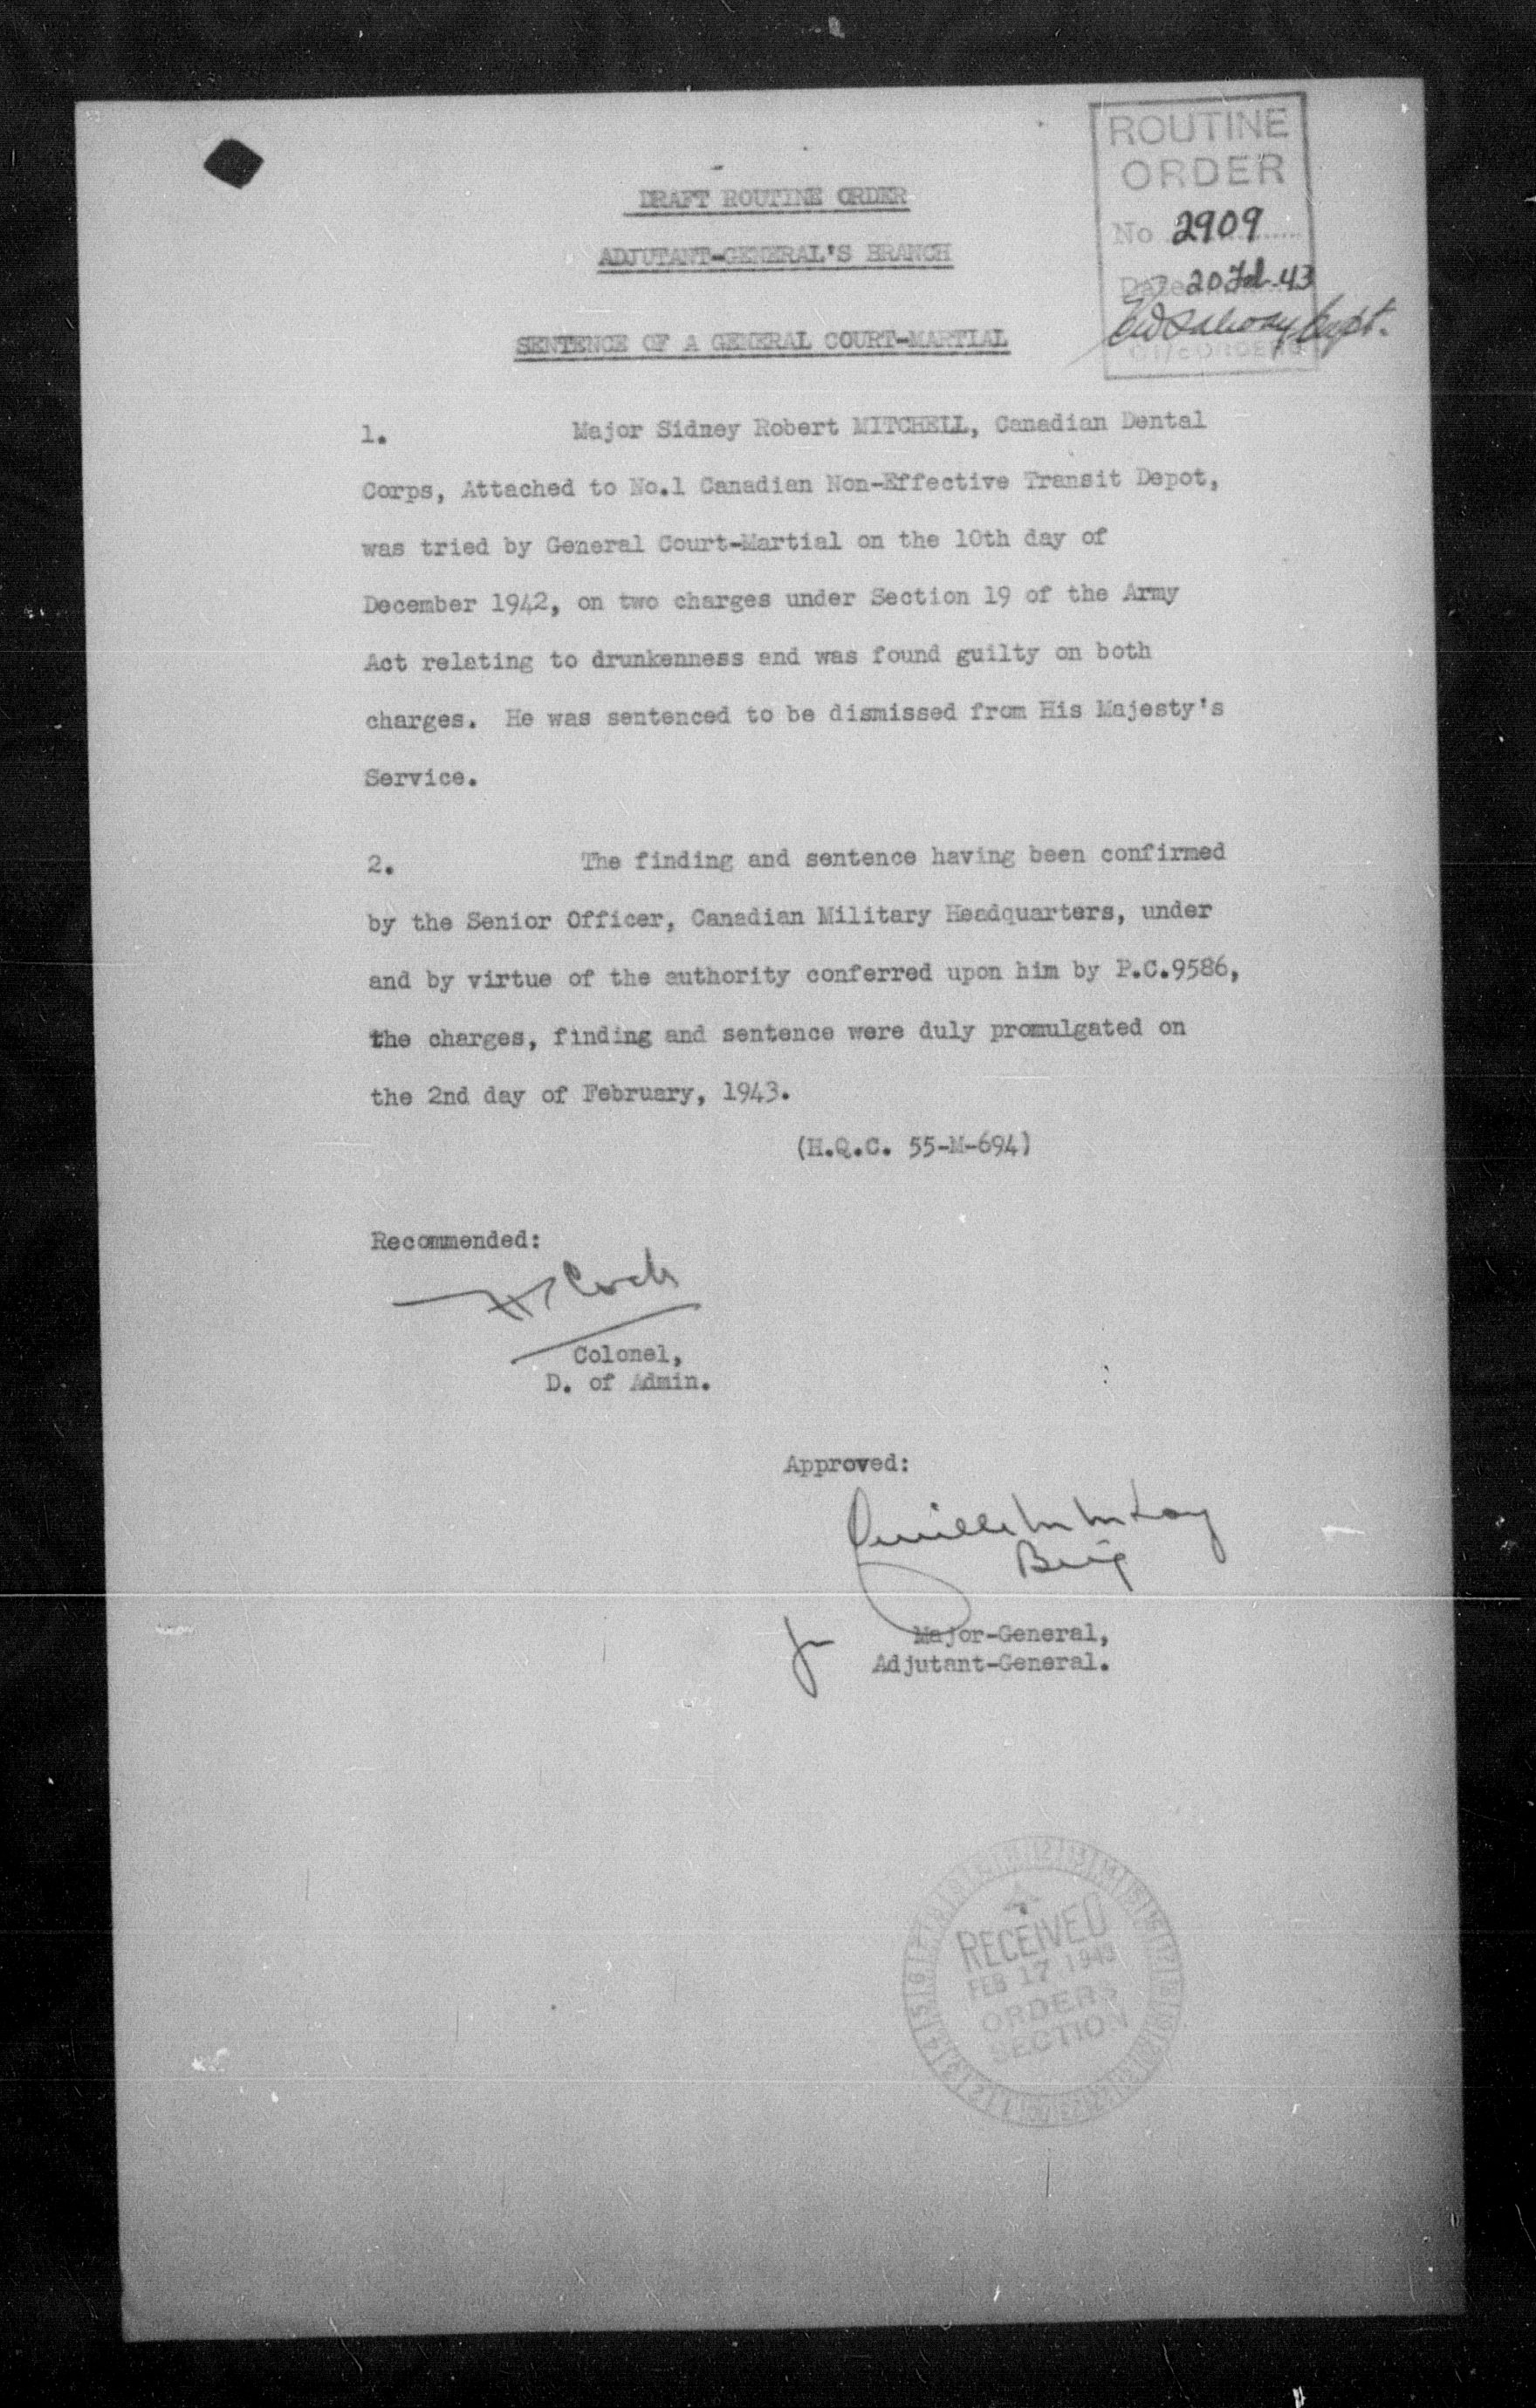 ROUTINE
ORDER
No 2909
Date 20 Feb. 43
Capt.
O i/c ORDERS
DRAFT ROUTINE ORDER
ADJUTANT-GENERAL'S BRANCH
SENTENCE OF A GENERAL COURT-MARTIAL
1. Major Sidney Robert MITCHELL, Canadian Dental
Corps, Attached to No.1 Canadian Non-Effective Transit Depot,
was tried by General Court-Martial on the 10th day of
December 1942, on two charges under Section 19 of the Army
Act relating to drunkenness and was found guilty on both
charges. He was sentenced to be dismissed from His Majesty's
Service.
2. The finding and sentence having been confirmed
by the Senior Officer, Canadian Military Headquarters, under
and by virtue of the authority conferred upon him by P.C.9586,
the charges, finding and sentence were duly promulgated on
the 2nd day of February, 1943.
(H.Q.C. 55-M-694)
Recommended:
Colonel,
D. of Admin.
Approved:
Brig
for Major-General,
Adjutant-General.
RECEIVED
FEB 17 1943
ORDERS
SECTION